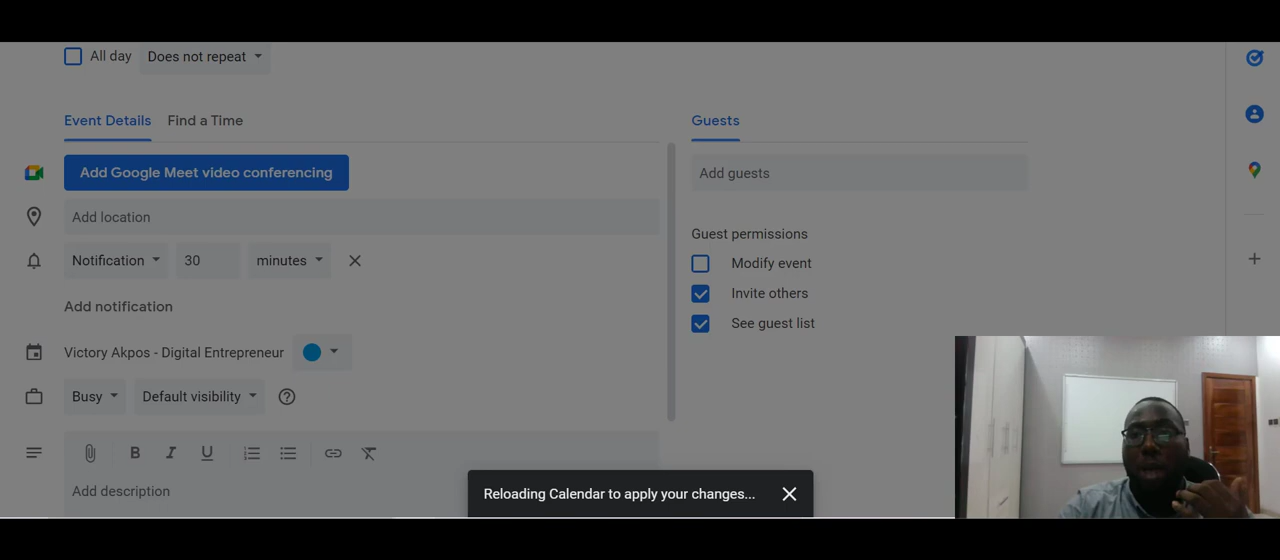 All day Does not repeat
Event Details Find a Time
Guests
Add Google Meet video conferencing
Add guests
Add location
Guest permissions
Notification 30 minutes
Modify event
Invite others
Add notification
See guest list
Victory Akpos - Digital Entrepreneur
Busy Default visibility
B I U
Add description
Reloading Calendar to apply your changes...